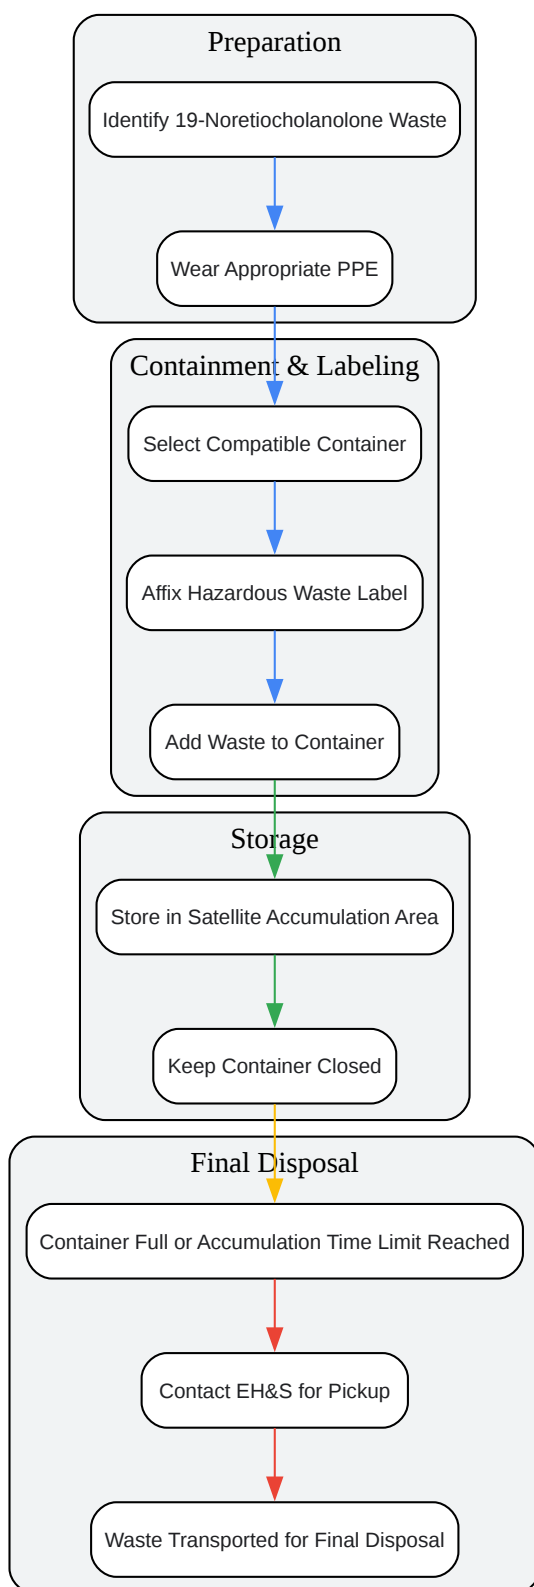 Preparation
Identify 19-Noretiocholanolone Waste
Wear Appropriate PPE
Containment & Labeling
Select Compatible Container
Affix Hazardous Waste Label
Add Waste to Container
Storage
Store in Satellite Accumulation Area
Keep Container Closed
Final Disposal
Container Full or Accumulation Time Limit Reached
Contact EH&S for Pickup
Waste Transported for Final Disposal